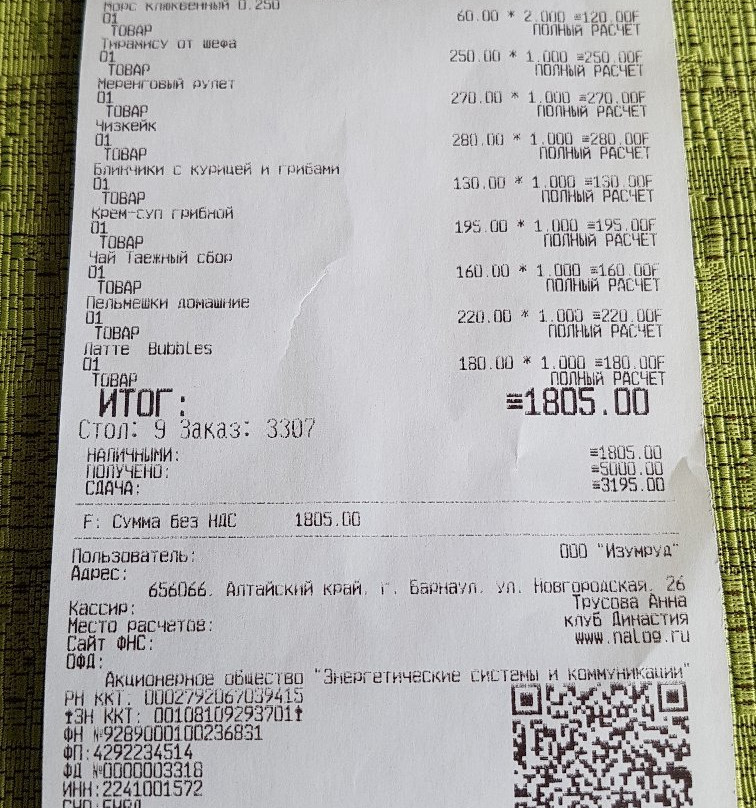 Морс клюквенный 0.250
01 60.00 * 2.000 ≡120.00F
ТОВАР ПОЛНЫЙ РАСЧЕТ
Тирамису от шефа
01 250.00 * 1.000 ≡250.00F
ТОВАР ПОЛНЫЙ РАСЧЕТ
Меренговый рулет
01 270.00 * 1.000 ≡270.00F
ТОВАР ПОЛНЫЙ РАСЧЕТ
Чизкейк
01 280.00 * 1.000 ≡280.00F
ТОВАР ПОЛНЫЙ РАСЧЕТ
Блинчики с курицей и грибами
01 130.00 * 1.000 ≡130.00F
ТОВАР ПОЛНЫЙ РАСЧЕТ
Крем-суп грибной
01 195.00 * 1.000 ≡195.00F
ТОВАР ПОЛНЫЙ РАСЧЕТ
Чай Таежный сбор
01 160.00 * 1.000 ≡160.00F
ТОВАР ПОЛНЫЙ РАСЧЕТ
Пельмешки домашние
01 220.00 * 1.000 ≡220.00F
ТОВАР ПОЛНЫЙ РАСЧЕТ
Латте Bubbles
01 180.00 * 1.000 ≡180.00F
ТОВАР ПОЛНЫЙ РАСЧЕТ
ИТОГ: ≡1805.00
Стол: 9 Заказ: 3307
НАЛИЧНЫМИ: ≡1805.00
ПОЛУЧЕНО: ≡5000.00
СДАЧА: ≡3195.00
F: Сумма без НДС 1805.00
Пользователь: ООО "Изумруд"
Адрес:
656066, Алтайский край, г. Барнаул, ул. Новгородская, 26
Кассир: Трусова Анна
Место расчетов: клуб Династия
Сайт ФНС: www.nalog.ru
ОФД:
Акционерное общество "Энергетические системы и коммуникации"
РН ККТ: 0002792067039415
↑ЗН ККТ: 00108109293701↑
ФН №9289000100236831
ФП:4292234514
ФД №0000003318
ИНН:2241001572